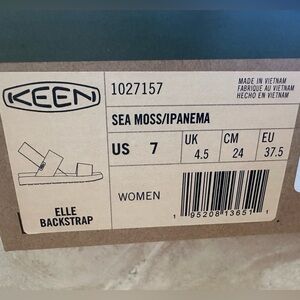 KEEN
1027157
MADE IN VIETNAM
FABRIQUÉ AU VIETNAM
HECHO EN VIETNAM
SEA MOSS/IPANEMA
US 7
UK 4.5
CM 24
EU 37.5
WOMEN
ELLE
BACKSTRAP
1 95208 13651 1